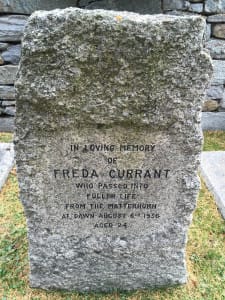 IN LOVING MEMORY
OF
FREDA CURRANT
WHO PASSED INTO
FULLER LIFE
FROM THE MATTERHORN
AT DAWN AUGUST 6TH 1936
AGED 24